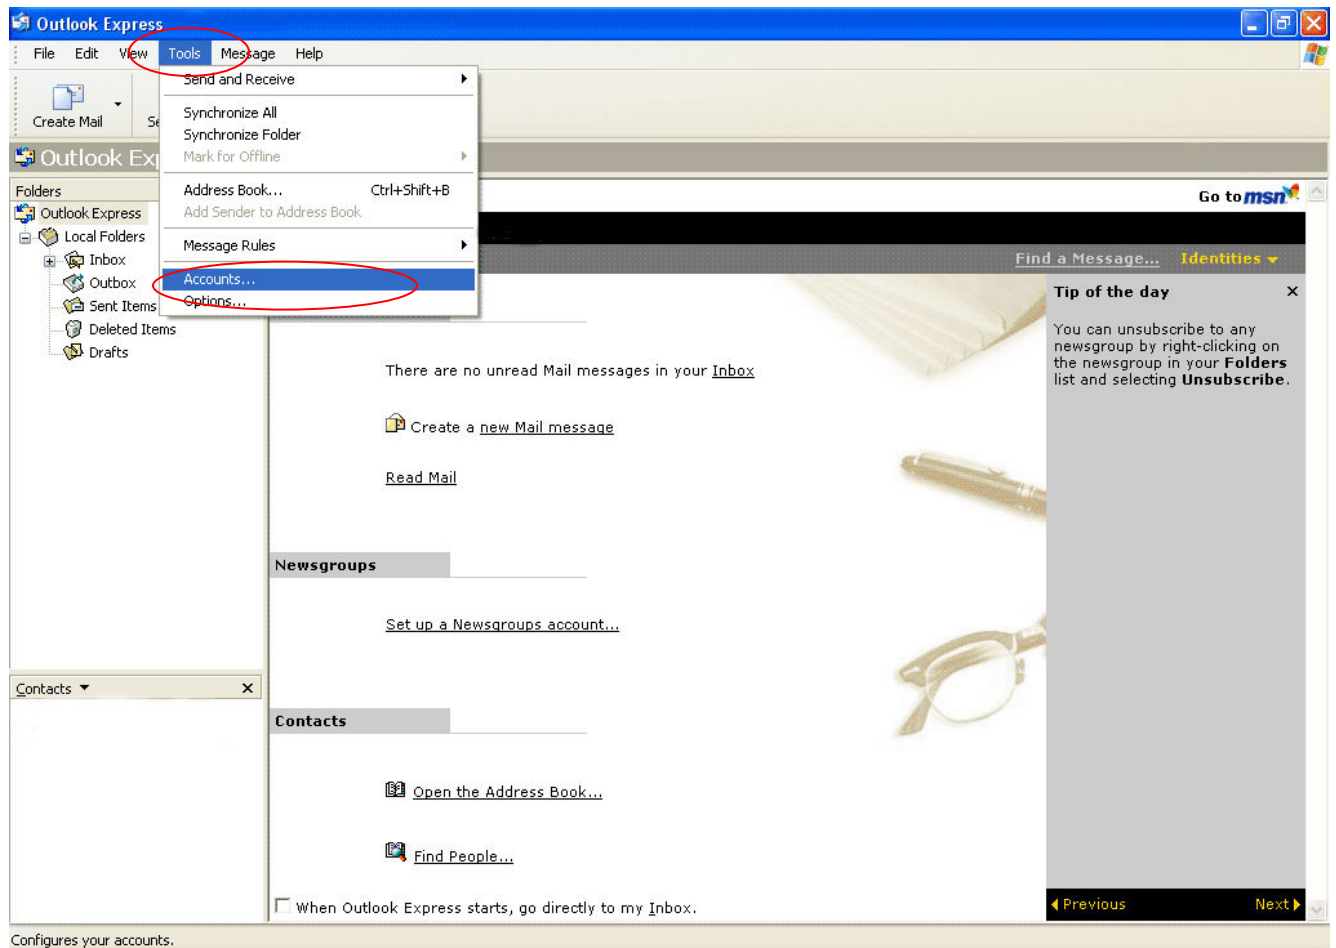 Outlook Express
File Edit View Tools Message Help
Create Mail
Send and Receive
Synchronize All
Synchronize Folder
Mark for Offline
Address Book... Ctrl+Shift+B
Add Sender to Address Book
Message Rules
Accounts...
Options...
Folders
Outlook Express
Local Folders
Inbox
Outbox
Sent Items
Deleted Items
Drafts
Contacts
Go to msn
Find a Message... Identities
There are no unread Mail messages in your Inbox
Create a new Mail message
Read Mail
Newsgroups
Set up a Newsgroups account...
Contacts
Open the Address Book...
Find People...
When Outlook Express starts, go directly to my Inbox.
Tip of the day
You can unsubscribe to any
newsgroup by right-clicking on
the newsgroup in your Folders
list and selecting Unsubscribe.
Previous Next
Configures your accounts.